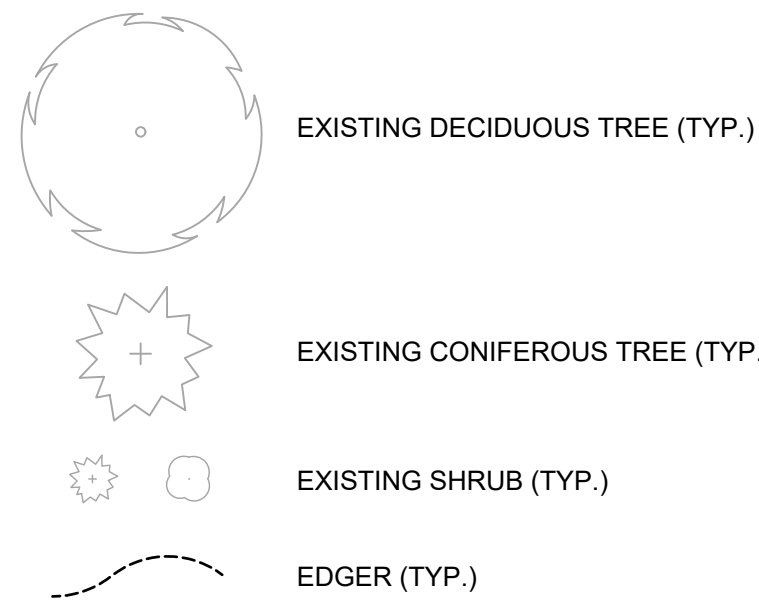 EXISTING DECIDUOUS TREE (TYP.)
EXISTING CONIFEROUS TREE (TYP.
EXISTING SHRUB (TYP.)
EDGER (TYP.)